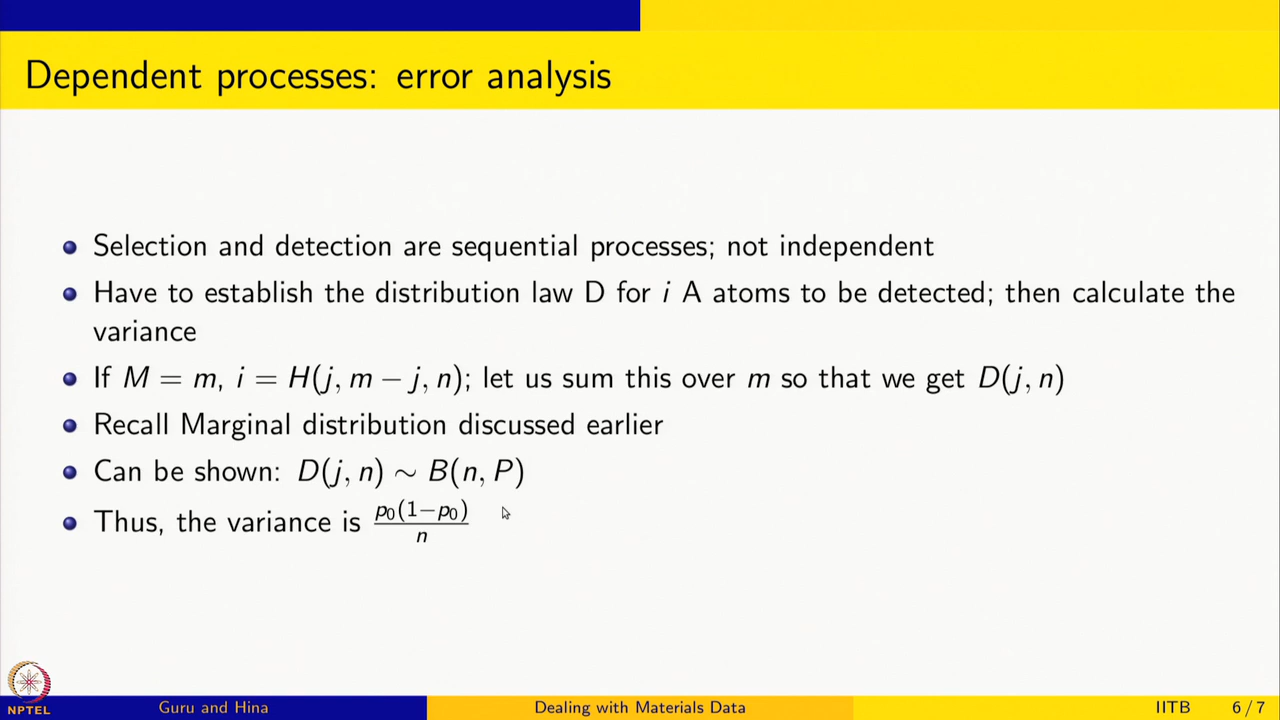 Dependent processes: error analysis
Selection and detection are sequential processes; not independent
Have to establish the distribution law D for i A atoms to be detected; then calculate the
variance
If M = m, i = H(j, m − j, n); let us sum this over m so that we get D(j, n)
Recall Marginal distribution discussed earlier
Can be shown: D(j, n) ∼ B(n, P)
Thus, the variance is p₀(1−p₀)/n
NPTEL
Guru and Hina Dealing with Materials Data IITB 6 / 7